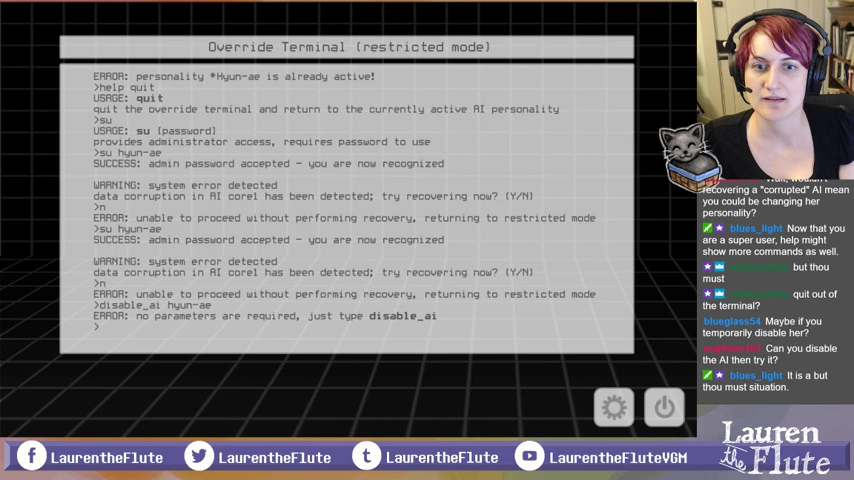 Override Terminal (restricted mode)
ERROR: personality *Hyun-ae is already active!
>help quit
USAGE: quit
quit the override terminal and return to the currently active AI personality
>su
USAGE: su [password]
provides administrator access, requires password to use
>su hyun-ae
SUCCESS: admin password accepted - you are now recognized
WARNING: system error detected
data corruption in AI core1 has been detected; try recovering now? (Y/N)
>n
ERROR: unable to proceed without performing recovery, returning to restricted mode
>su hyun-ae
SUCCESS: admin password accepted - you are now recognized
WARNING: system error detected
data corruption in AI core1 has been detected; try recovering now? (Y/N)
>n
ERROR: unable to proceed without performing recovery, returning to restricted mode
>disable_ai hyun-ae
ERROR: no parameters are required, just type disable_ai
>
recovering a "corrupted" AI mean
you could be changing her
personality?
blues_light Now that you
are a super user, help might
show more commands as well.
but thou
must
quit out of
the terminal?
blueglass54 Maybe if you
temporarily disable her?
Can you disable
the AI then try it?
blues_light It is a but
thou must situation.
Lauren
the Flute
LaurentheFlute
LaurentheFlute
LaurentheFlute
LaurentheFluteVGM